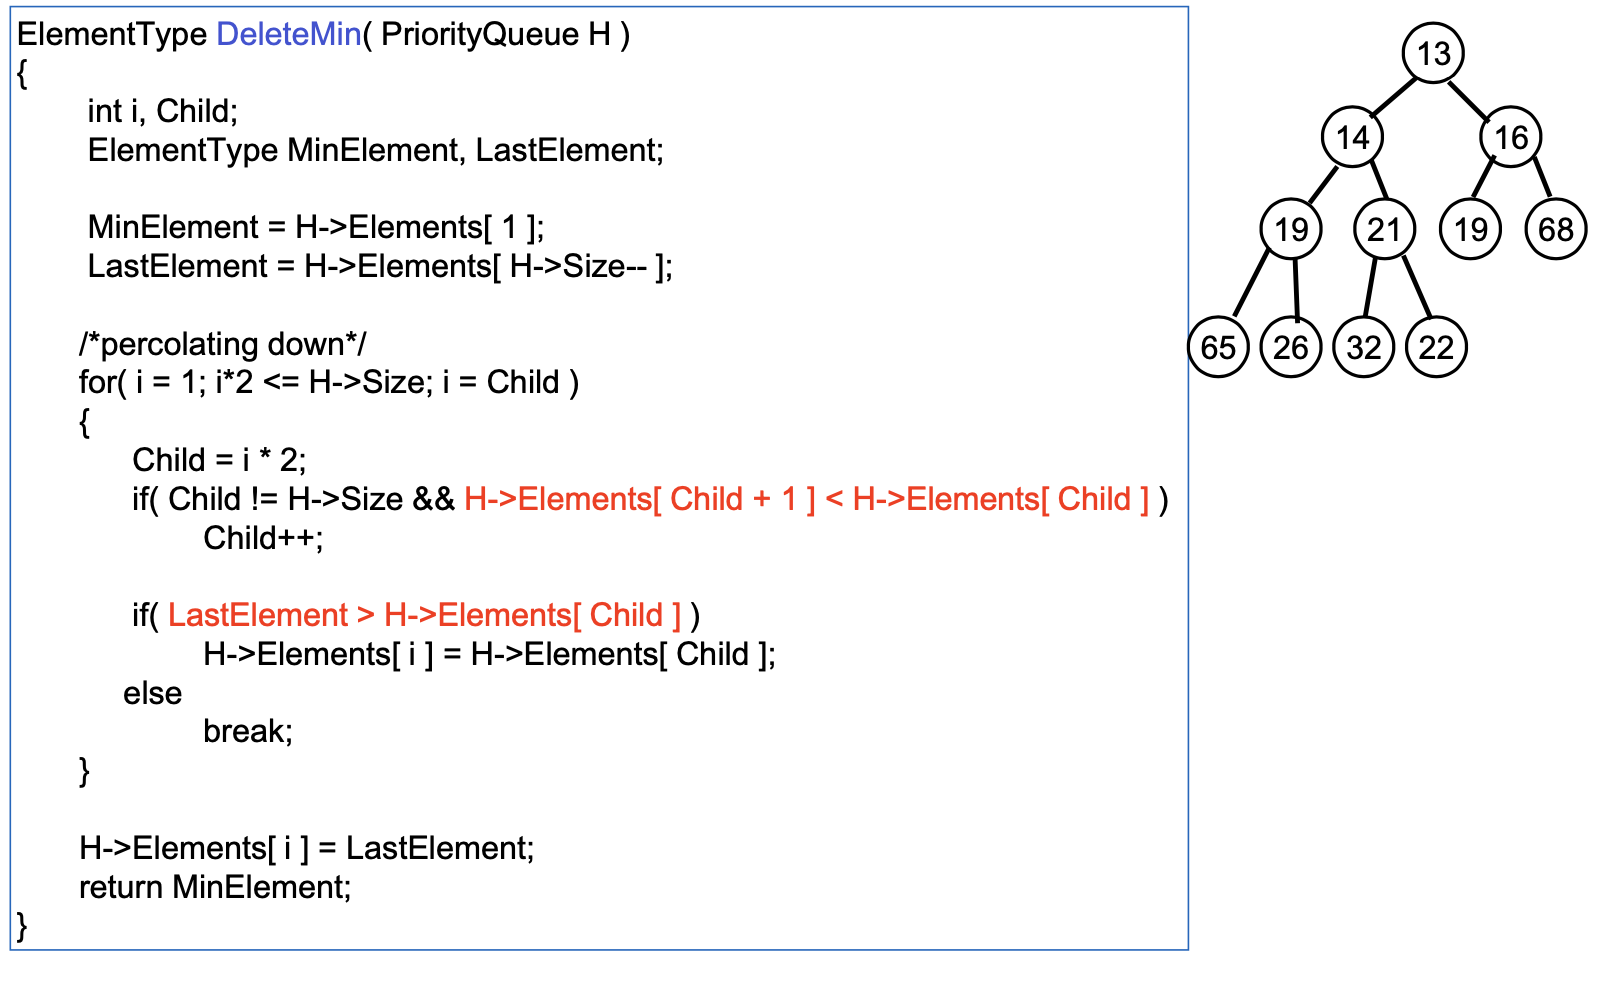 ElementType DeleteMin( PriorityQueue H )
{
int i, Child;
ElementType MinElement, LastElement;
MinElement = H->Elements[ 1 ];
LastElement = H->Elements[ H->Size-- ];
/*percolating down*/
for( i = 1; i*2 <= H->Size; i = Child )
{
Child = i * 2;
if( Child != H->Size && H->Elements[ Child + 1 ] < H->Elements[ Child ] )
Child++;
if( LastElement > H->Elements[ Child ] )
H->Elements[ i ] = H->Elements[ Child ];
else
break;
}
H->Elements[ i ] = LastElement;
return MinElement;
}
13
14 16
19 21 19 68
65 26 32 22